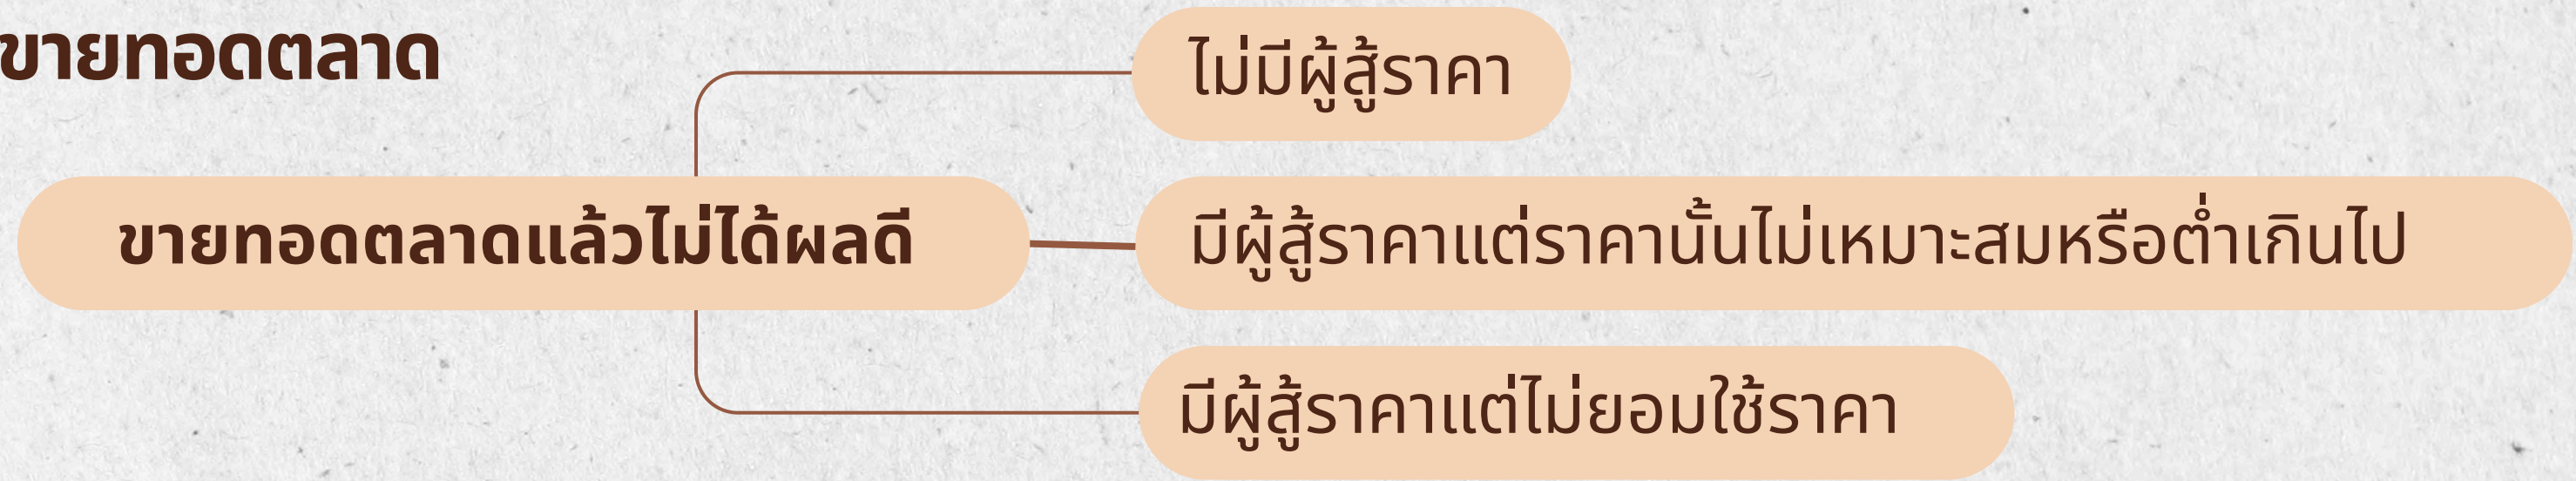 ขายทอดตลาด
ไม่มีผู้สู้ราคา
ขายทอดตลาดแล้วไม่ได้ผลดี
มีผู้สู้ราคาแต่ราคานั้นไม่เหมาะสมหรือต่ำเกินไป
มีผู้สู้ราคาแต่ไม่ยอมใช้ราคา